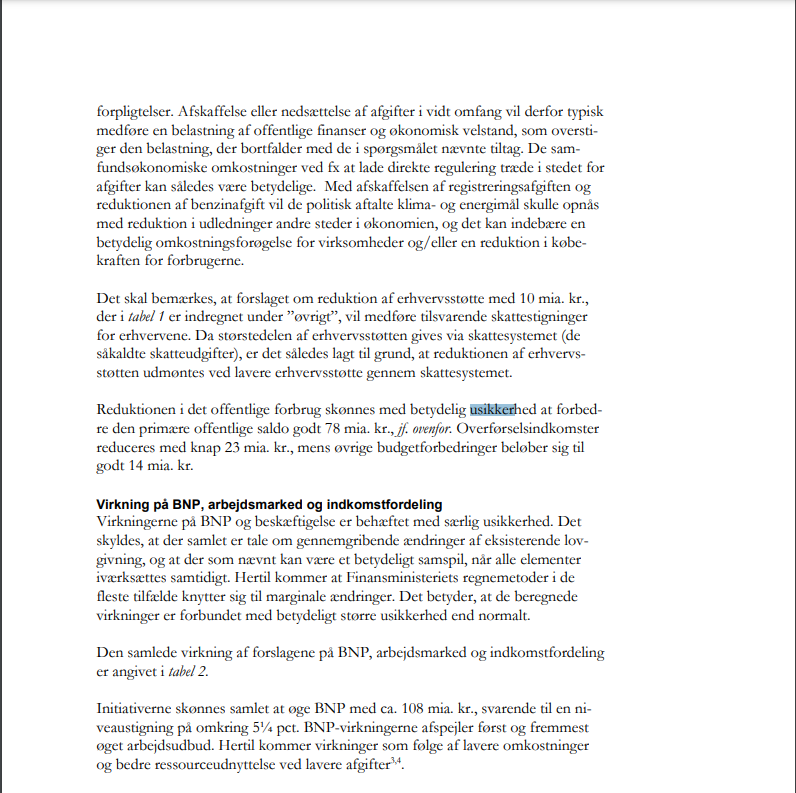 forpligtelser. Afskaffelse eller nedsættelse af afgifter i vidt omfang vil derfor typisk
medføre en belastning af offentlige finanser og økonomisk velstand, som oversti-
ger den belastning, der bortfalder med de i spørgsmålet nævnte tiltag. De sam-
fundsøkonomiske omkostninger ved fx at lade direkte regulering træde i stedet for
afgifter kan således være betydelige.  Med afskaffelsen af registreringsafgiften og
reduktionen af benzinafgift vil de politisk aftalte klima- og energimål skulle opnås
med reduktion i udledninger andre steder i økonomien, og det kan indebære en
betydelig omkostningsforøgelse for virksomheder og/eller en reduktion i købe-
kraften for forbrugerne.
Det skal bemærkes, at forslaget om reduktion af erhvervsstøtte med 10 mia. kr.,
der i tabel 1 er indregnet under ”øvrigt”, vil medføre tilsvarende skattestigninger
for erhvervene. Da størstedelen af erhvervsstøtten gives via skattesystemet (de
såkaldte skatteudgifter), er det således lagt til grund, at reduktionen af erhvervs-
støtten udmøntes ved lavere erhvervsstøtte gennem skattesystemet.
Reduktionen i det offentlige forbrug skønnes med betydelig usikkerhed at forbed-
re den primære offentlige saldo godt 78 mia. kr., jf. ovenfor. Overførselsindkomster
reduceres med knap 23 mia. kr., mens øvrige budgetforbedringer beløber sig til
godt 14 mia. kr.
Virkning på BNP, arbejdsmarked og indkomstfordeling
Virkningerne på BNP og beskæftigelse er behæftet med særlig usikkerhed. Det
skyldes, at der samlet er tale om gennemgribende ændringer af eksisterende lov-
givning, og at der som nævnt kan være et betydeligt samspil, når alle elementer
iværksættes samtidigt. Hertil kommer at Finansministeriets regnemetoder i de
fleste tilfælde knytter sig til marginale ændringer. Det betyder, at de beregnede
virkninger er forbundet med betydeligt større usikkerhed end normalt.
Den samlede virkning af forslagene på BNP, arbejdsmarked og indkomstfordeling
er angivet i tabel 2.
Initiativerne skønnes samlet at øge BNP med ca. 108 mia. kr., svarende til en ni-
veaustigning på omkring 5¼ pct. BNP-virkningerne afspejler først og fremmest
øget arbejdsudbud. Hertil kommer virkninger som følge af lavere omkostninger
og bedre ressourceudnyttelse ved lavere afgifter³,⁴.